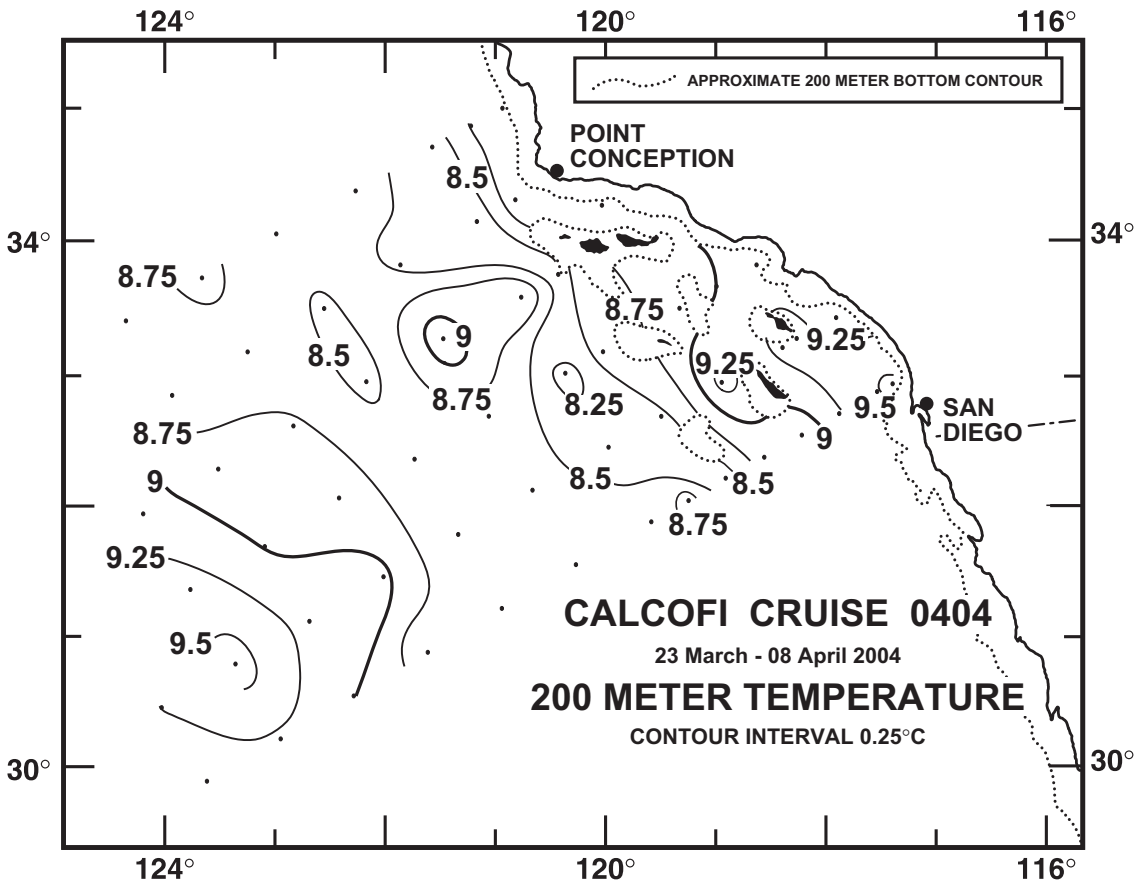 124° 120° 116°
APPROXIMATE 200 METER BOTTOM CONTOUR
POINT
CONCEPTION
8.5
34° 34°
8.75
8.75
9
9.25
8.5
9.25
8.75
8.25
9.5
SAN
DIEGO
8.75
9
9
8.5
8.5
8.75
9.25
CALCOFI CRUISE 0404
9.5
23 March - 08 April 2004
200 METER TEMPERATURE
CONTOUR INTERVAL 0.25°C
30° 30°
124° 120° 116°